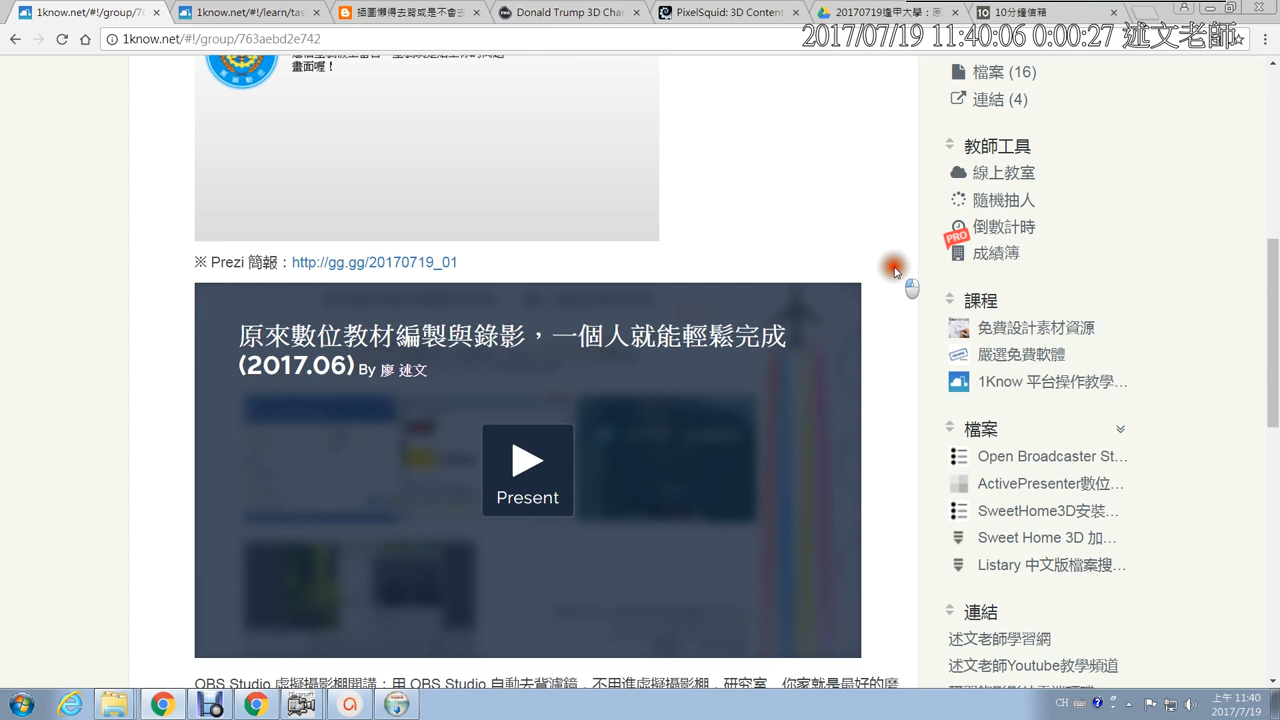 1know.net/#!/group/76
1know.net/#!/learn/tas
插圖懶得去背或是不會去
Donald Trump 3D Cha
PixelSquid: 3D Content
20170719逢甲大學：原
10分鐘信箱
1know.net/#!/group/763aebd2e742
2017/07/19 11:40:06 0:00:27 述文老師
畫面喔！
※ Prezi 簡報：http://gg.gg/20170719_01
原來數位教材編製與錄影，一個人就能輕鬆完成
(2017.06) By 廖 述文
Present
OBS Studio 虛擬攝影棚開講：用 OBS Studio 自動去背濾鏡，不用進虛擬攝影棚，研究室、你家就是最好的麼
檔案 (16)
連結 (4)
教師工具
線上教室
隨機抽人
倒數計時
PRO
成績簿
課程
免費設計素材資源
嚴選免費軟體
1Know 平台操作教學...
檔案
Open Broadcaster St...
ActivePresenter數位...
SweetHome3D安裝...
Sweet Home 3D 加...
Listary 中文版檔案搜...
連結
述文老師學習網
述文老師Youtube教學頻道
CH
上午 11:40
2017/7/19